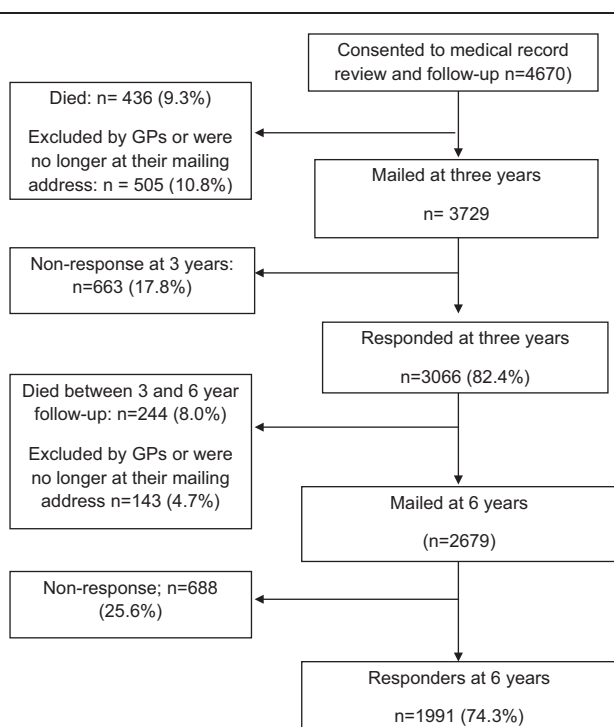 Consented to medical record
review and follow-up n=4670)
Died: n= 436 (9.3%)
Excluded by GPs or were
no longer at their mailing
address: n = 505 (10.8%)
Mailed at three years
n= 3729
Non-response at 3 years:
n=663 (17.8%)
Responded at three years
n=3066 (82.4%)
Died between 3 and 6 year
follow-up: n=244 (8.0%)
Excluded by GPs or were
no longer at their mailing
address n=143 (4.7%)
Mailed at 6 years
(n=2679)
Non-response; n=688
(25.6%)
Responders at 6 years
n=1991 (74.3%)